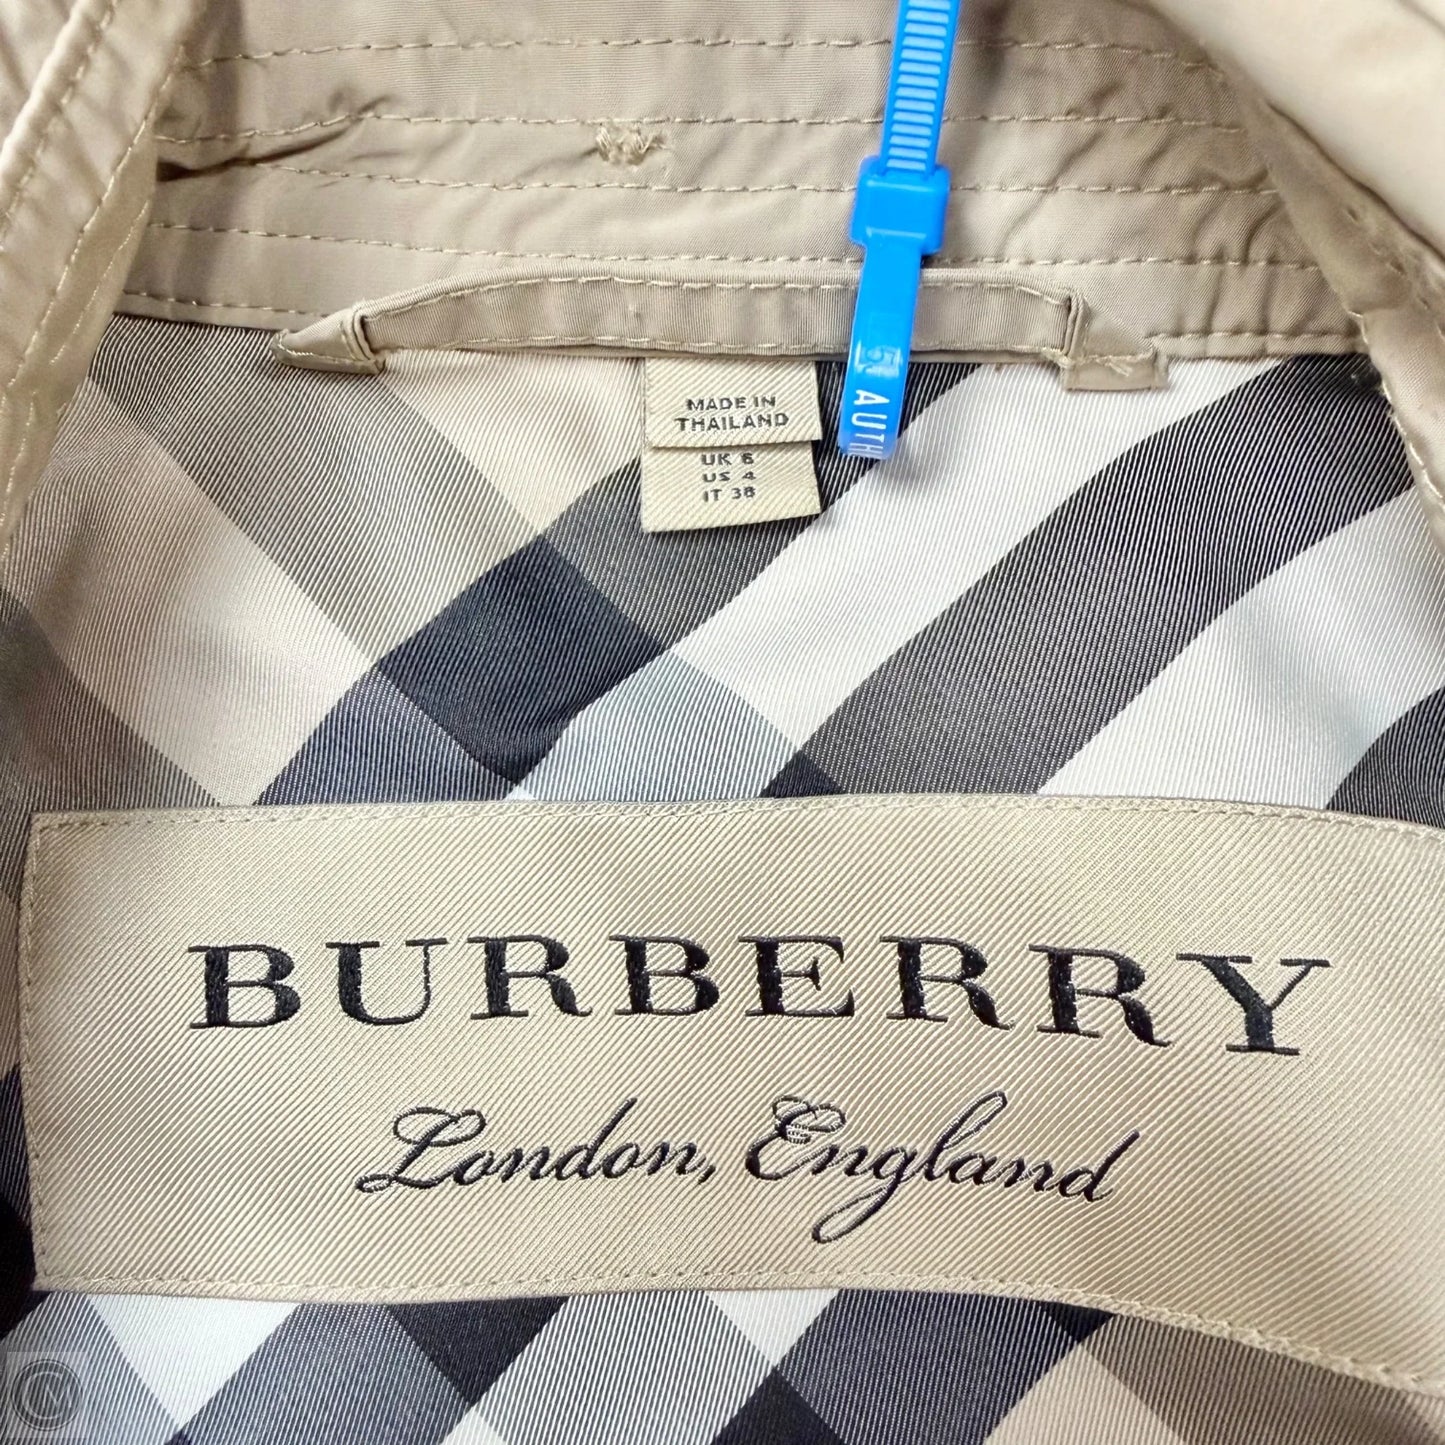 AUTH
MADE IN
THAILAND
UK 6
US 4
IT 38
BURBERRY
London, England